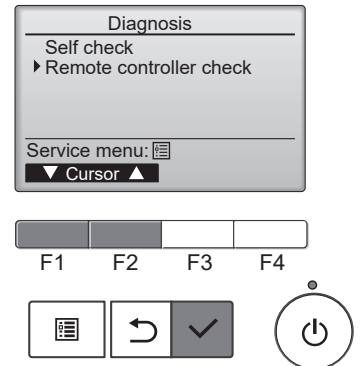 Diagnosis
Self check
Remote controller check
Service menu:
▼ Cursor ▲
F1 F2 F3 F4